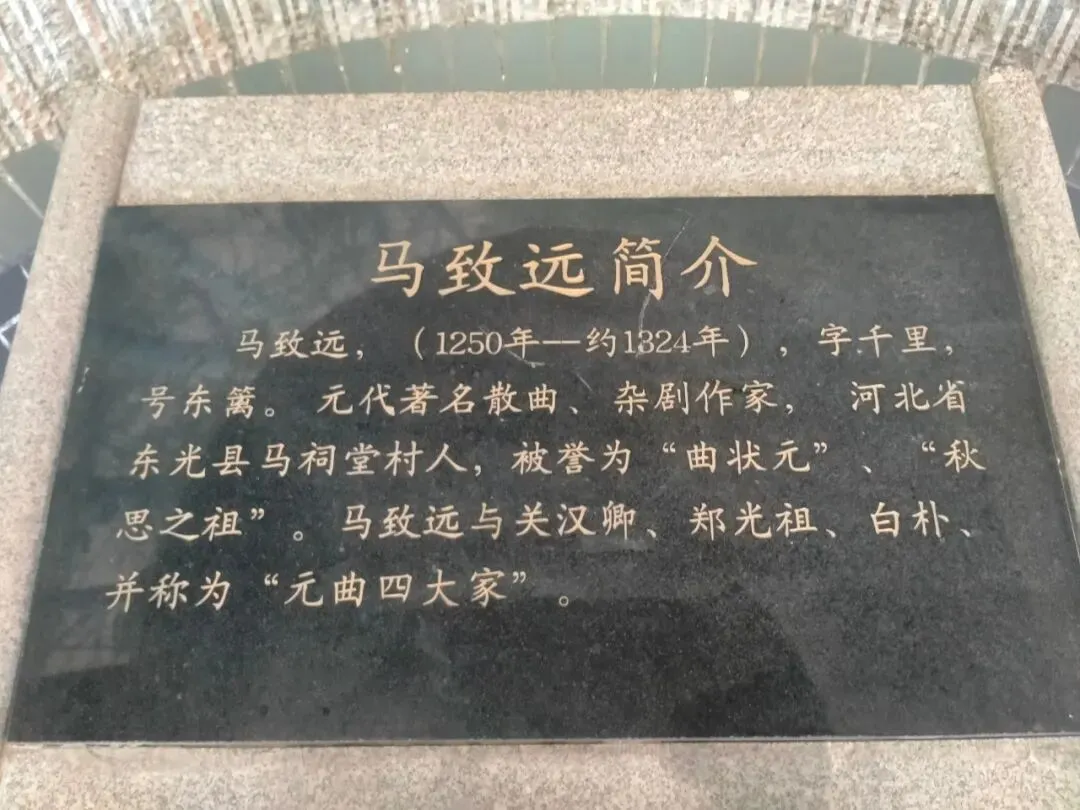 马致远简介
马致远，（1250年—约1324年），字千里，
号东篱。元代著名散曲、杂剧作家，河北省
东光县马祠堂村人，被誉为“曲状元”、“秋
思之祖”。马致远与关汉卿、郑光祖、白朴、
并称为“元曲四大家”。